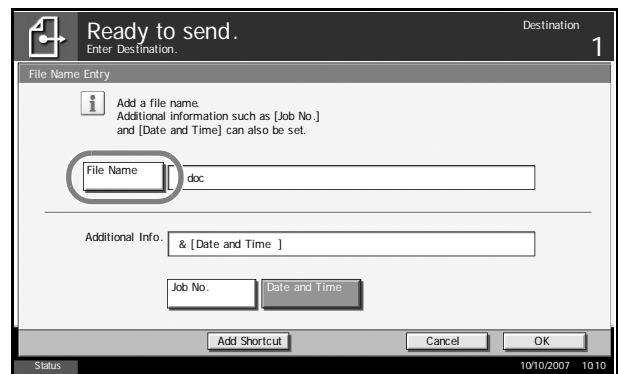 Ready to send.
Destination
Enter Destination.
1
File Name Entry
i
Add a file name.
Additional information such as [Job No.]
and [Date and Time] can also be set.
File Name
doc
Additional Info.
& [Date and Time ]
Job No.
Date and Time
Add Shortcut
Cancel
OK
Status
10/10/2007 10:10